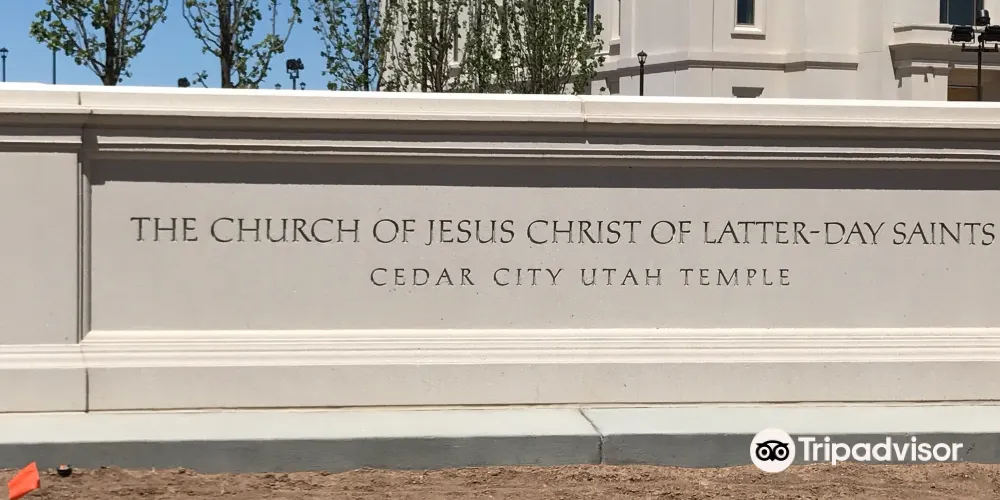 THE CHURCH OF JESUS CHRIST OF LATTER-DAY SAINTS
CEDAR CITY UTAH TEMPLE
Tripadvisor